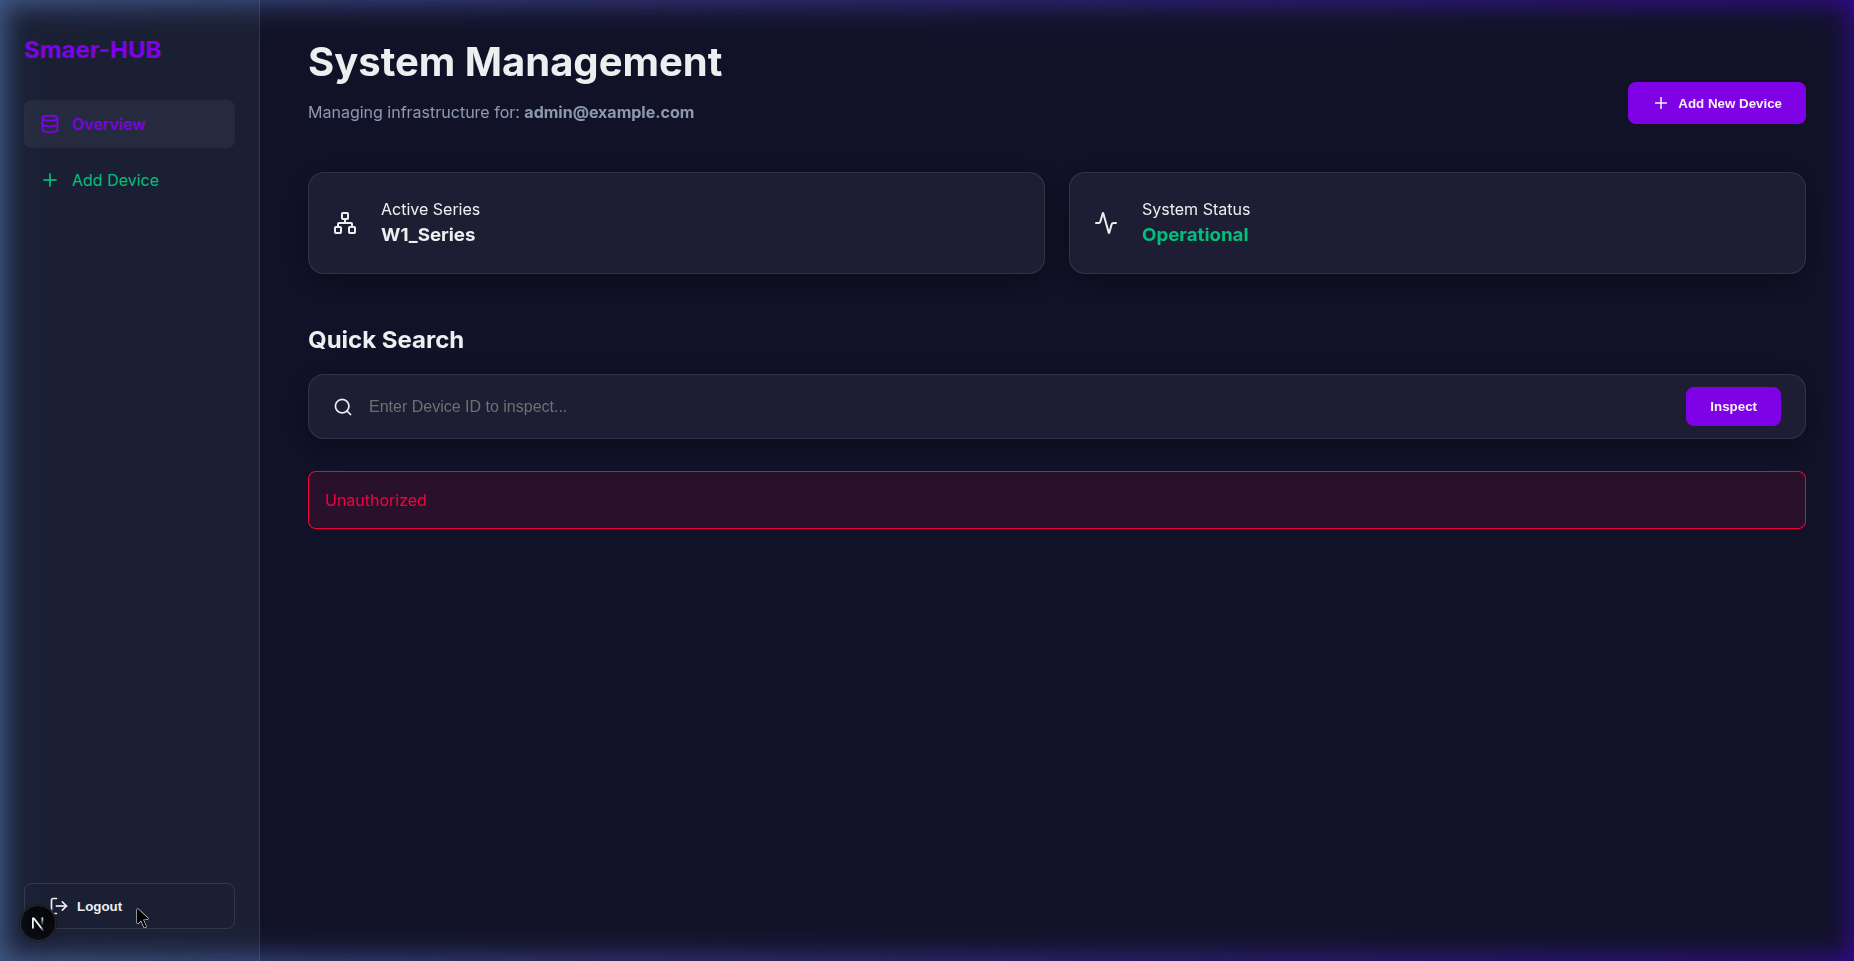 Smaer-HUB
Overview
Add Device
System Management
Managing infrastructure for: admin@example.com
Add New Device
Active Series
W1_Series
System Status
Operational
Quick Search
Enter Device ID to inspect...
Inspect
Unauthorized
Logout
N